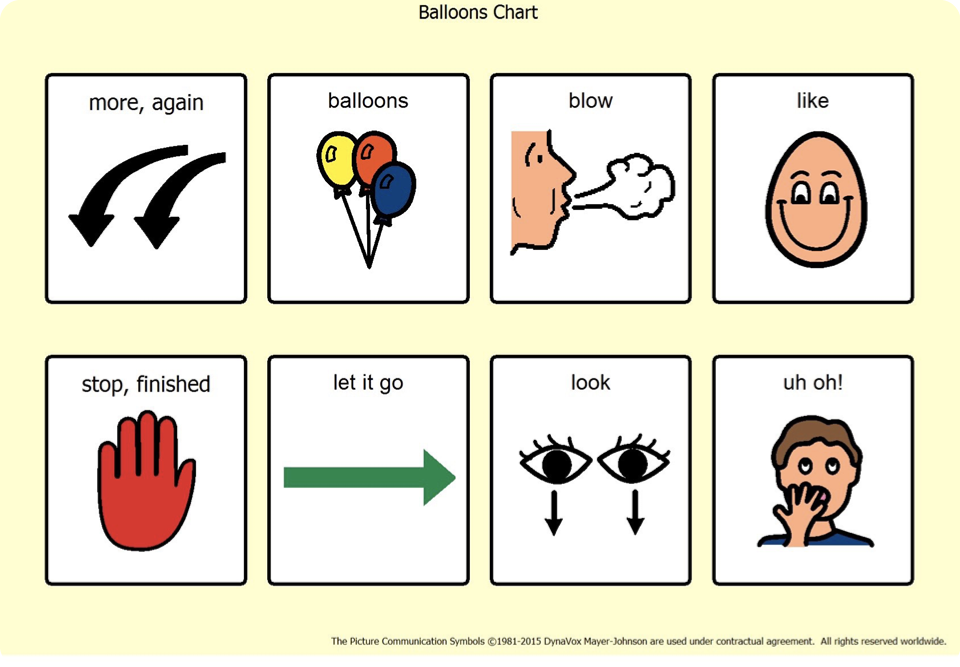 Balloons Chart
more, again
balloons
blow
like
stop, finished
let it go
look
uh oh!
The Picture Communication Symbols ©1981-2015 DynaVox Mayer-Johnson are used under contractual agreement. All rights reserved worldwide.